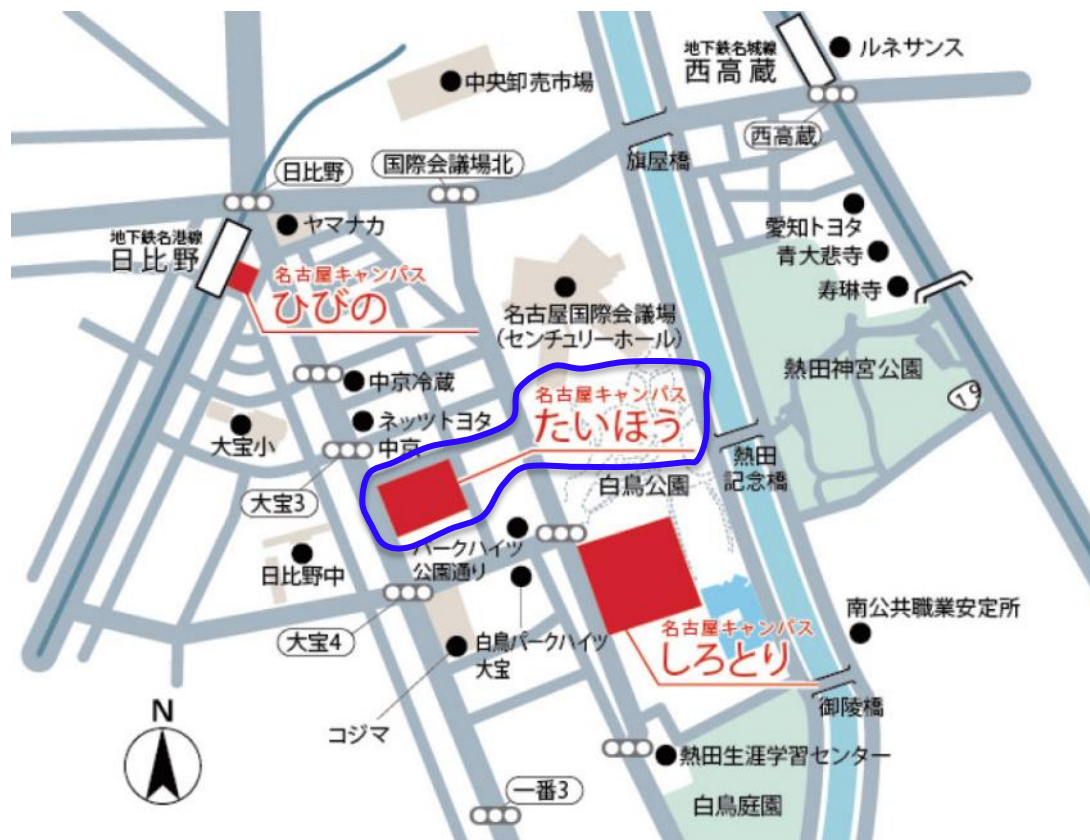 地下鉄名城線
西高蔵
ルネサンス
中央卸売市場
西高蔵
旗屋橋
国際会議場北
日比野
ヤマナカ
地下鉄名港線
日比野
名古屋キャンパス
ひびの
愛知トヨタ
青大悲寺
寿琳寺
名古屋国際会議場
(センチュリーホール)
熱田神宮公園
19
中京冷蔵
名古屋キャンパス
たいほう
ネッツトヨタ
中京
大宝小
熱田
記念橋
白鳥公園
大宝3
パークハイツ
公園通り
日比野中
南公共職業安定所
大宝4
白鳥パークハイツ
大宝
名古屋キャンパス
しろとり
御陵橋
N
コジマ
熱田生涯学習センター
一番3
白鳥庭園